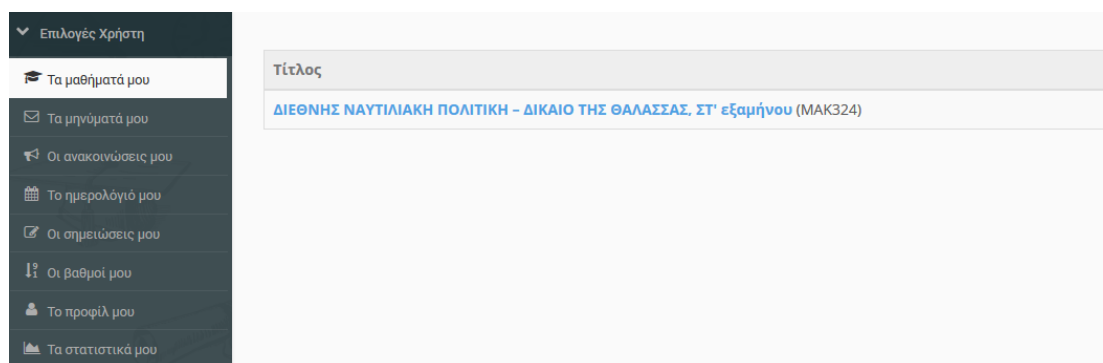 Επιλογές Χρήστη
Τα μαθήματά μου
Τα μηνύματά μου
Οι ανακοινώσεις μου
Το ημερολόγιό μου
Οι σημειώσεις μου
Οι βαθμοί μου
Το προφίλ μου
Τα στατιστικά μου
Τίτλος
ΔΙΕΘΝΗΣ ΝΑΥΤΙΛΙΑΚΗ ΠΟΛΙΤΙΚΗ – ΔΙΚΑΙΟ ΤΗΣ ΘΑΛΑΣΣΑΣ, ΣΤ' εξαμήνου (ΜΑΚ324)